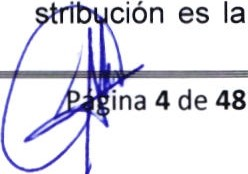 stribución es la
Página 4 de 48